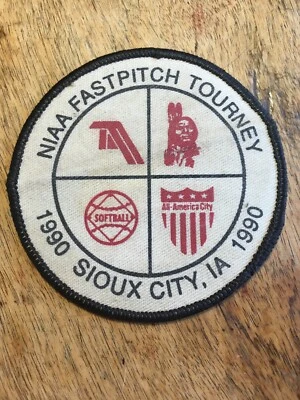 NIAA FASTPITCH TOURNEY
SOFTBALL
All-America City
1990 SIOUX CITY, IA 1990